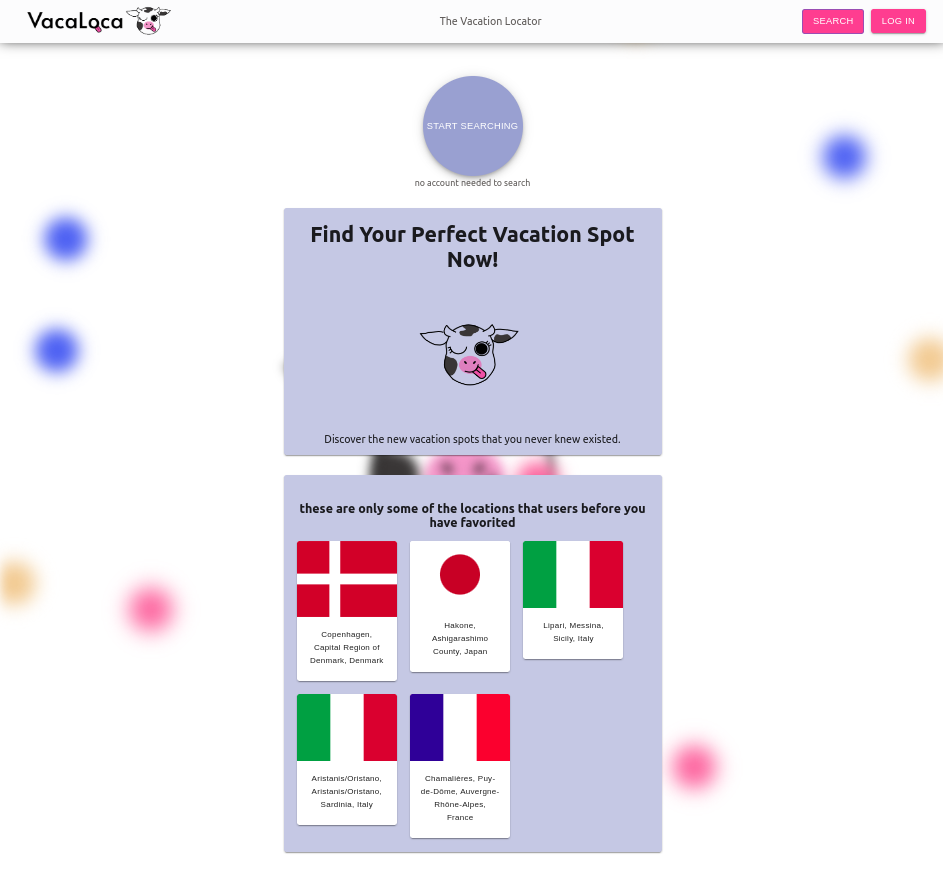 VacaLoca
The Vacation Locator
SEARCH
LOG IN
START SEARCHING
no account needed to search
Find Your Perfect Vacation Spot
Now!
Discover the new vacation spots that you never knew existed.
these are only some of the locations that users before you
have favorited
Copenhagen,
Capital Region of
Denmark, Denmark
Hakone,
Ashigarashimo
County, Japan
Lipari, Messina,
Sicily, Italy
Aristanis/Oristano,
Aristanis/Oristano,
Sardinia, Italy
Chamalières, Puy-
de-Dôme, Auvergne-
Rhône-Alpes,
France